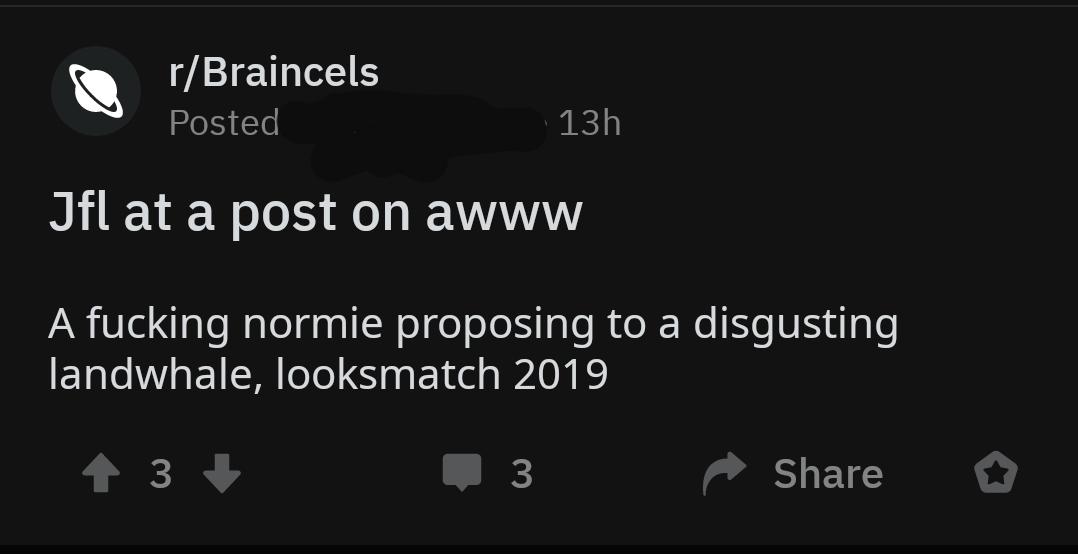 r/Braincels
Posted 13h
Jfl at a post on awww
A fucking normie proposing to a disgusting
landwhale, looksmatch 2019
3 3 Share